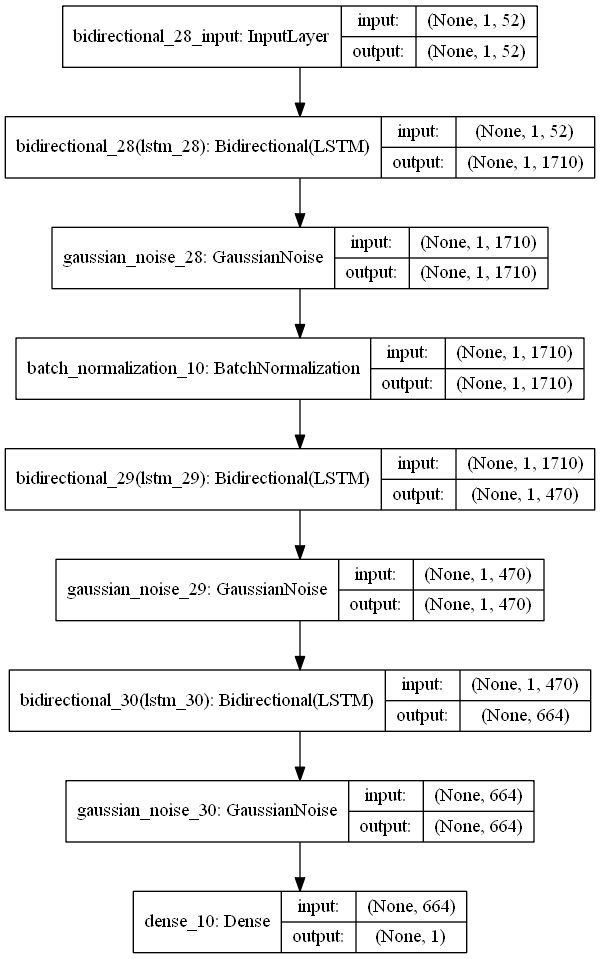 bidirectional_28_input: InputLayer
input: (None, 1, 52)
output: (None, 1, 52)
bidirectional_28(lstm_28): Bidirectional(LSTM)
input: (None, 1, 52)
output: (None, 1, 1710)
gaussian_noise_28: GaussianNoise
input: (None, 1, 1710)
output: (None, 1, 1710)
batch_normalization_10: BatchNormalization
input: (None, 1, 1710)
output: (None, 1, 1710)
bidirectional_29(lstm_29): Bidirectional(LSTM)
input: (None, 1, 1710)
output: (None, 1, 470)
gaussian_noise_29: GaussianNoise
input: (None, 1, 470)
output: (None, 1, 470)
bidirectional_30(lstm_30): Bidirectional(LSTM)
input: (None, 1, 470)
output: (None, 664)
gaussian_noise_30: GaussianNoise
input: (None, 664)
output: (None, 664)
dense_10: Dense
input: (None, 664)
output: (None, 1)